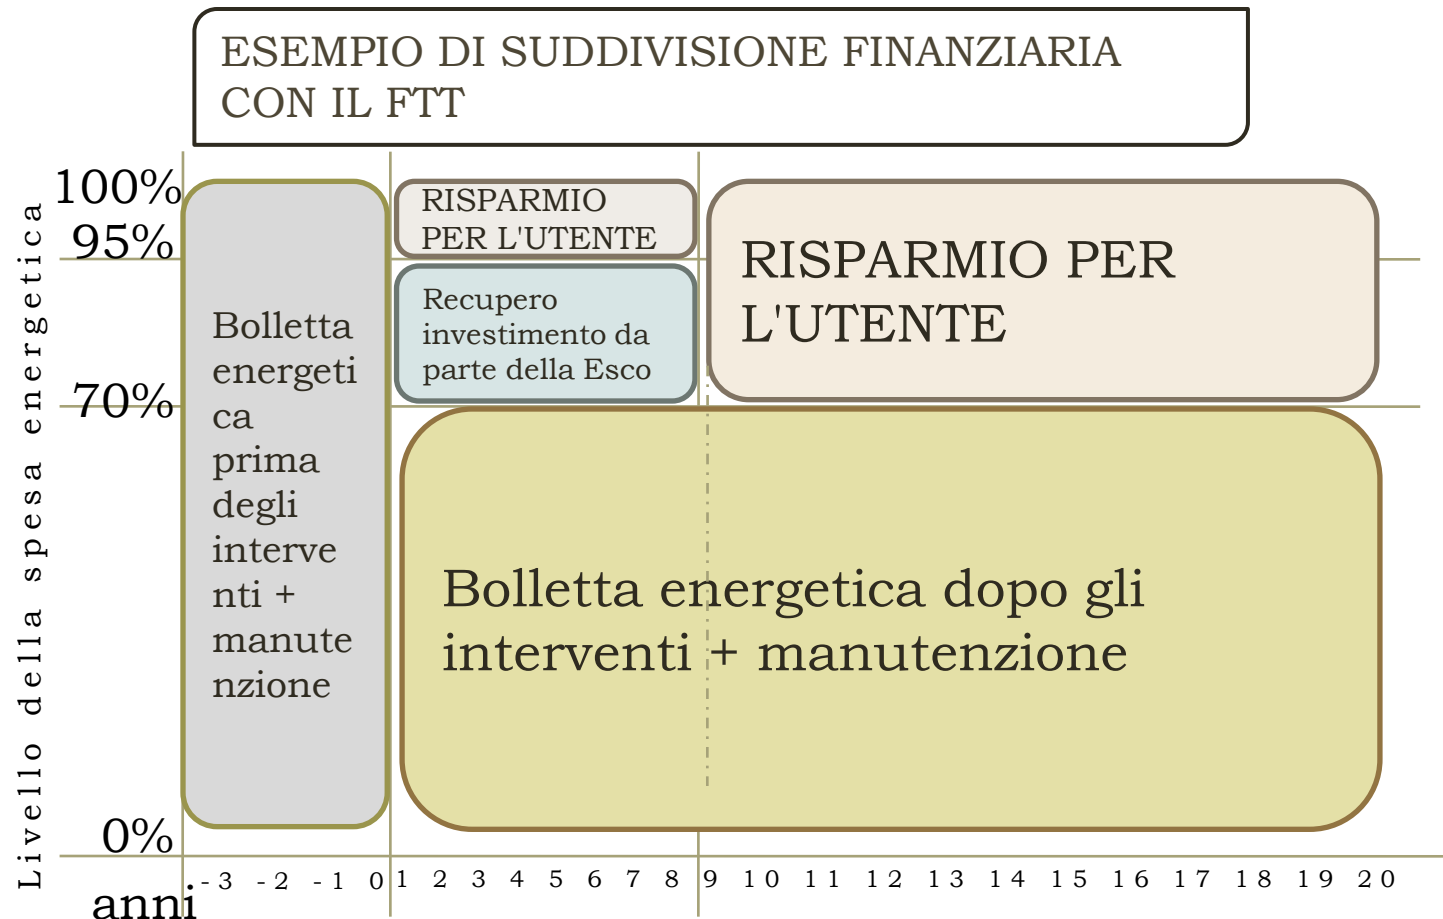 ESEMPIO DI SUDDIVISIONE FINANZIARIA
CON IL FTT
Livello della spesa energetica
100%
95%
70%
0%
Bolletta
energeti
ca
prima
degli
interve
nti +
manute
nzione
RISPARMIO
PER L'UTENTE
Recupero
investimento da
parte della Esco
RISPARMIO PER
L'UTENTE
Bolletta energetica dopo gli
interventi + manutenzione
anni
-3 -2 -1 0 1 2 3 4 5 6 7 8 9 10 11 12 13 14 15 16 17 18 19 20